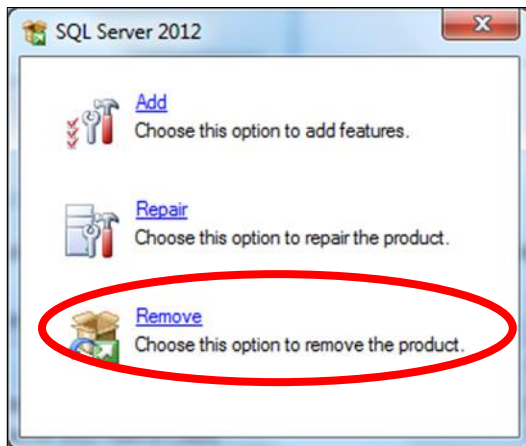 SQL Server 2012
Add
Choose this option to add features.
Repair
Choose this option to repair the product.
Remove
Choose this option to remove the product.